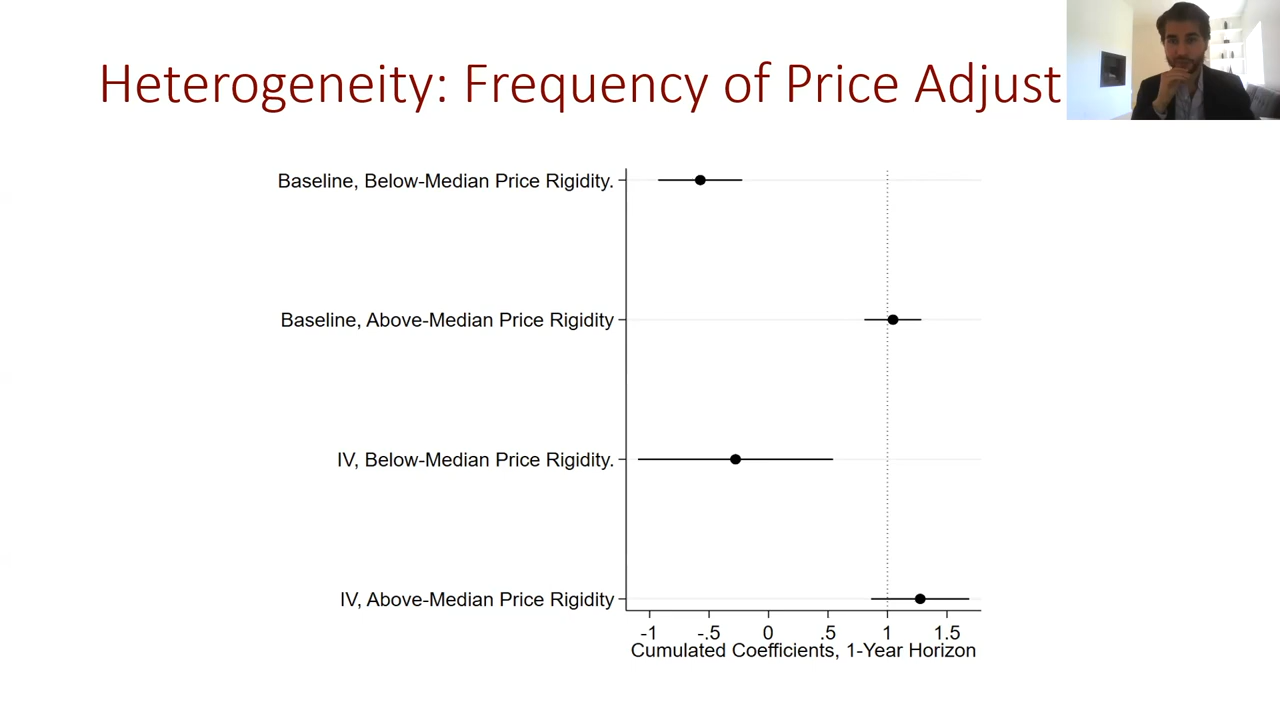 Heterogeneity: Frequency of Price Adjust
Baseline, Below-Median Price Rigidity.
Baseline, Above-Median Price Rigidity
IV, Below-Median Price Rigidity.
IV, Above-Median Price Rigidity
-1 -.5 0 .5 1 1.5
Cumulated Coefficients, 1-Year Horizon